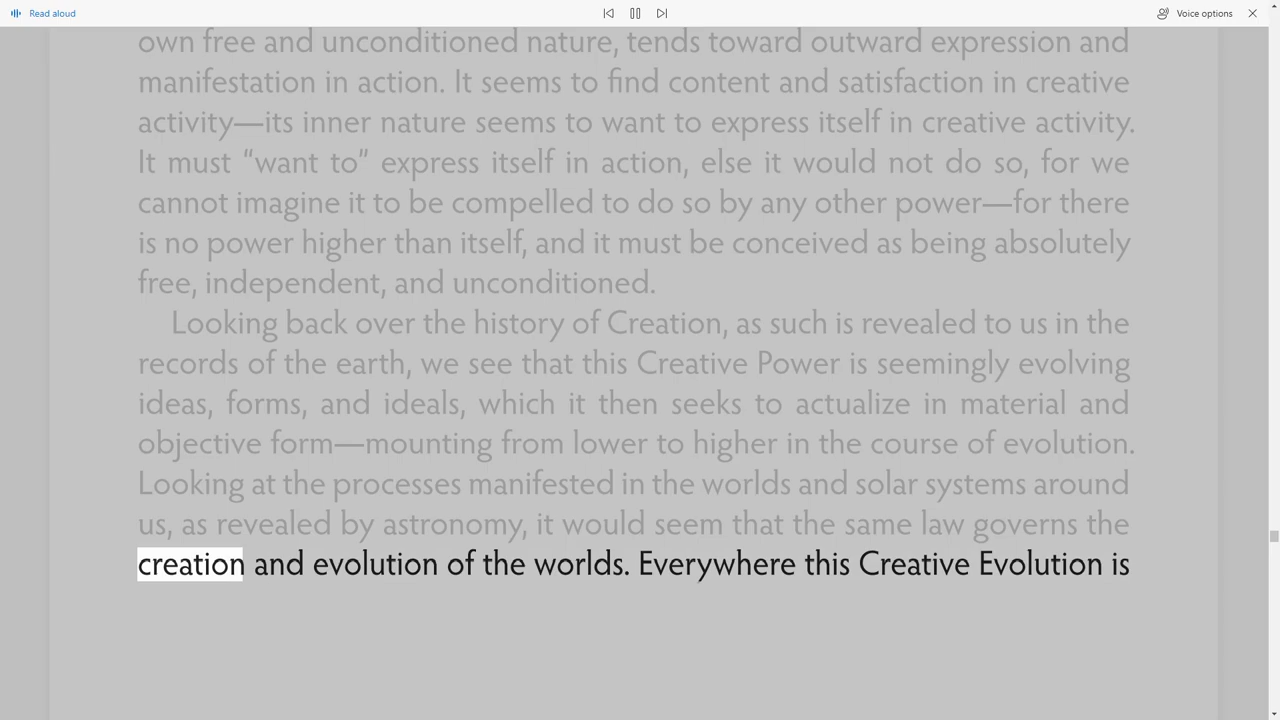 Read aloud
Voice options
own free and unconditioned nature, tends toward outward expression and
manifestation in action. It seems to find content and satisfaction in creative
activity—its inner nature seems to want to express itself in creative activity.
It must "want to" express itself in action, else it would not do so, for we
cannot imagine it to be compelled to do so by any other power—for there
is no power higher than itself, and it must be conceived as being absolutely
free, independent, and unconditioned.
Looking back over the history of Creation, as such is revealed to us in the
records of the earth, we see that this Creative Power is seemingly evolving
ideas, forms, and ideals, which it then seeks to actualize in material and
objective form—mounting from lower to higher in the course of evolution.
Looking at the processes manifested in the worlds and solar systems around
us, as revealed by astronomy, it would seem that the same law governs the
creation and evolution of the worlds. Everywhere this Creative Evolution is